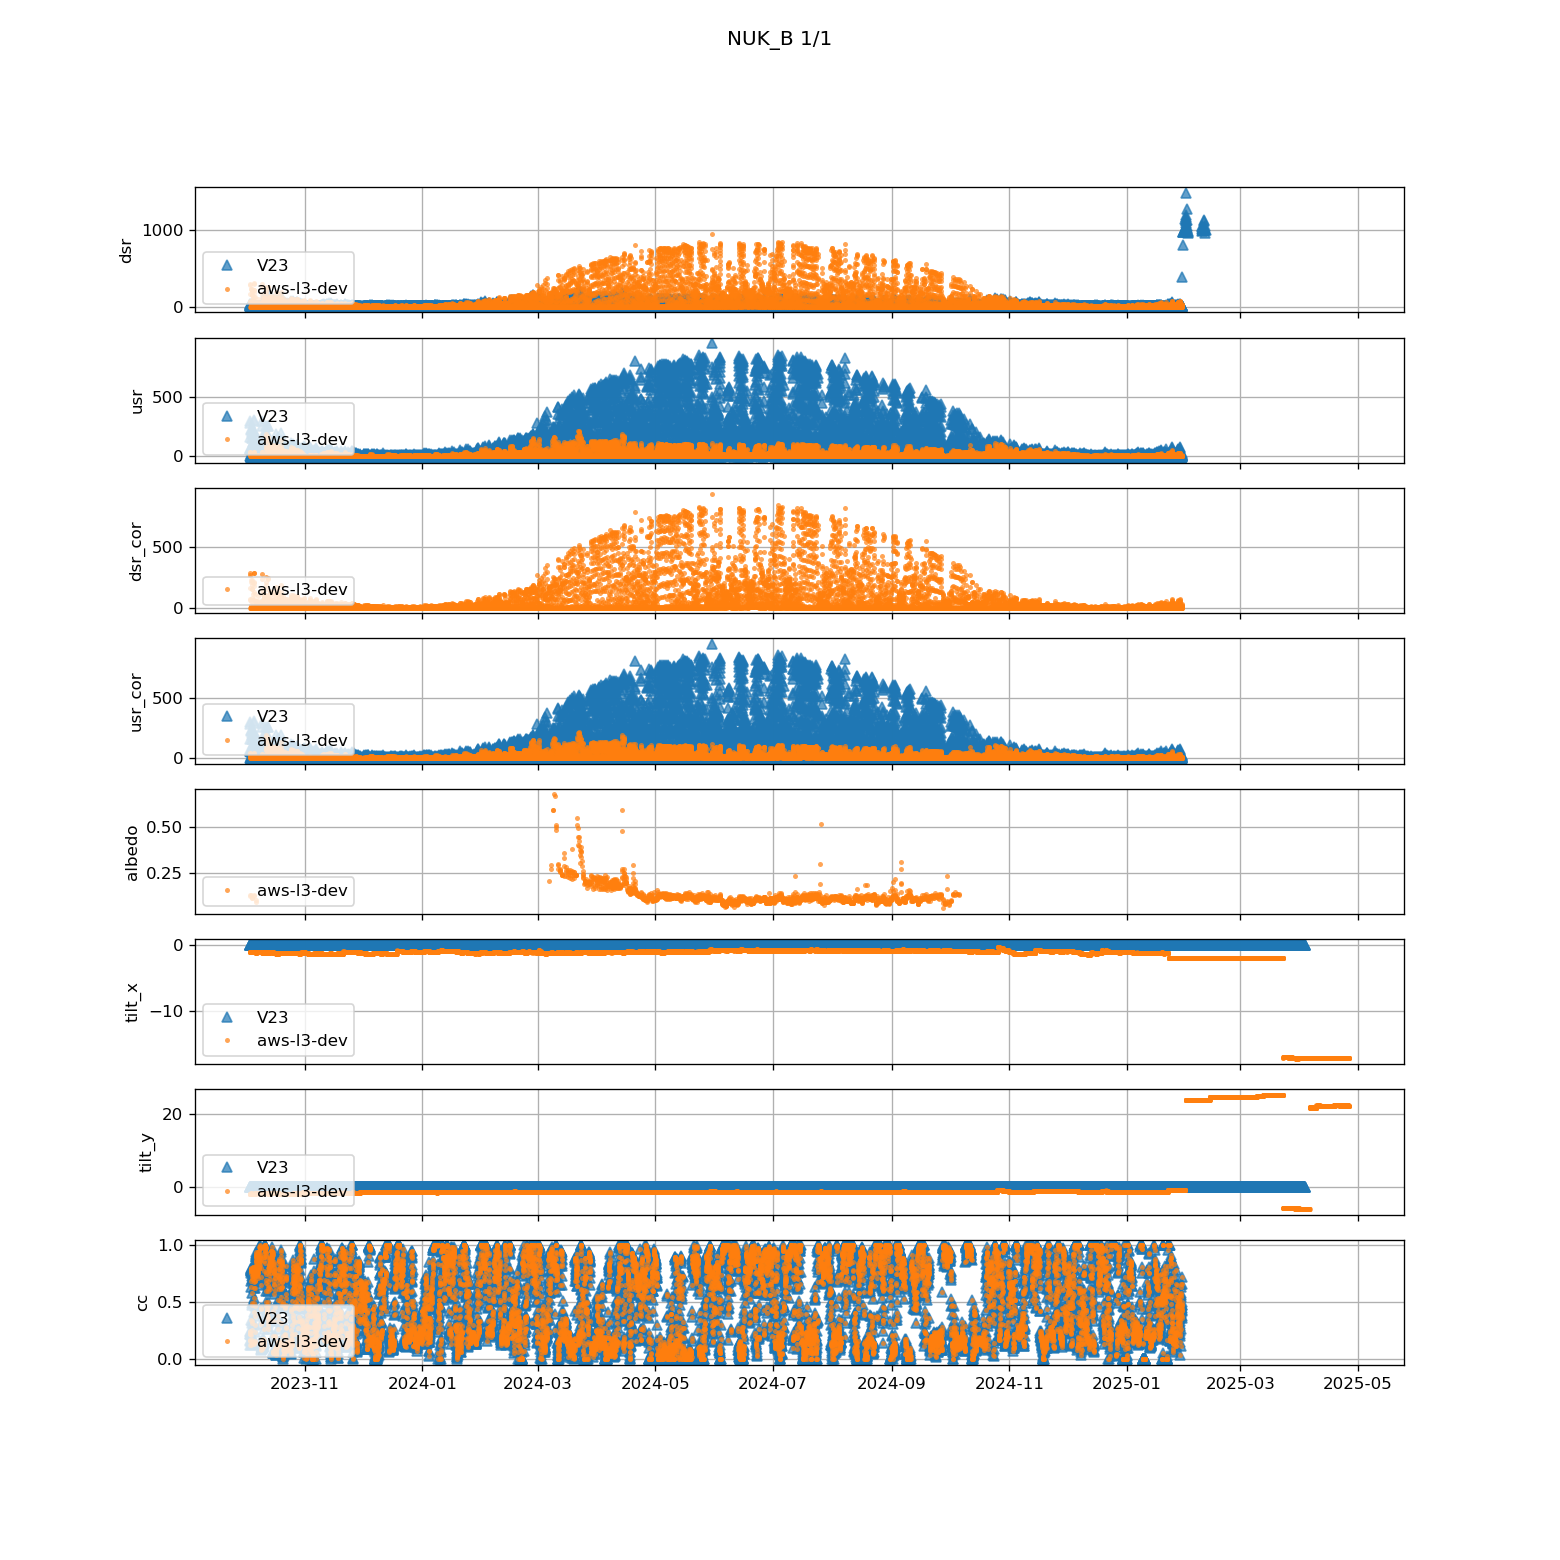 NUK_B 1/1
dsr
1000
0
V23
aws-l3-dev
usr
500
0
V23
aws-l3-dev
dsr_cor
500
0
aws-l3-dev
usr_cor
500
0
V23
aws-l3-dev
albedo
0.50
0.25
aws-l3-dev
tilt_x
0
−10
V23
aws-l3-dev
tilt_y
20
0
V23
aws-l3-dev
cc
1.0
0.5
0.0
V23
aws-l3-dev
2023-11 2024-01 2024-03 2024-05 2024-07 2024-09 2024-11 2025-01 2025-03 2025-05